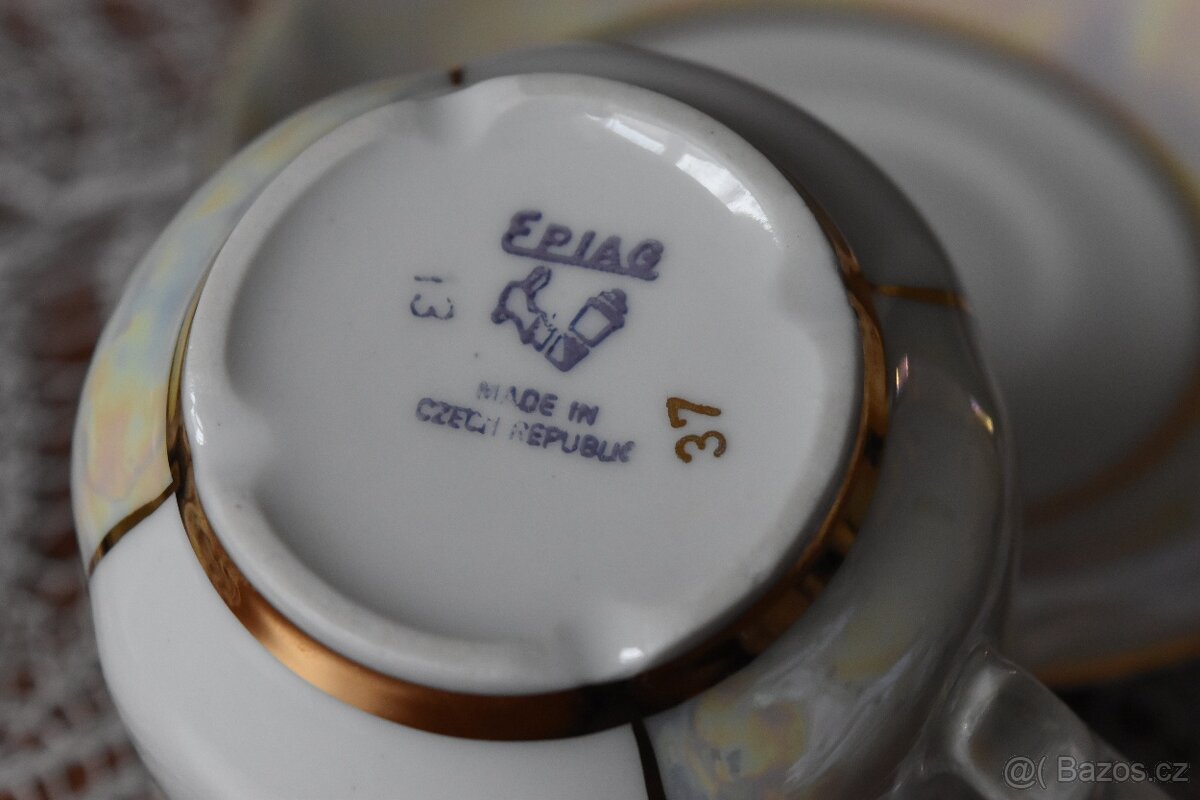 EPIAG
13
MADE IN
CZECH REPUBLIC
37
@( Bazos.cz